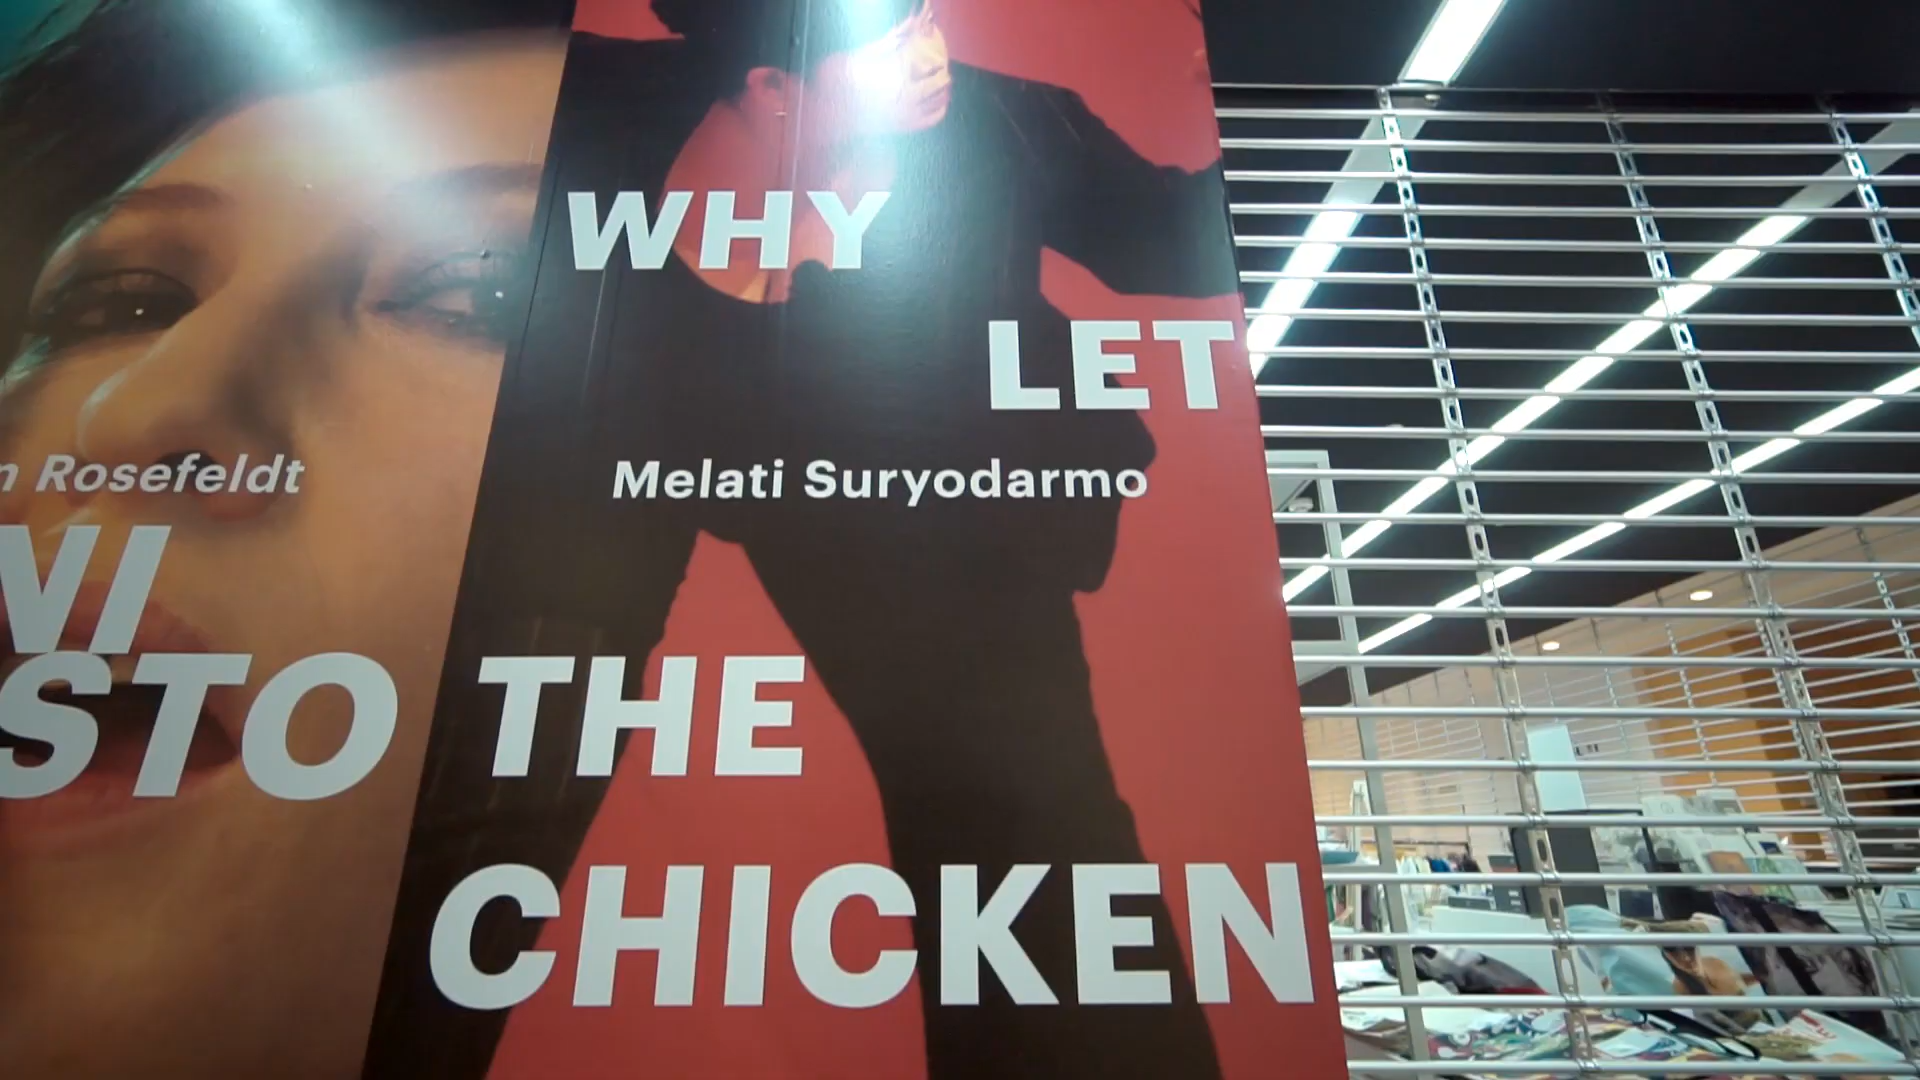 n Rosefeldt
VI
STO
WHY
LET
Melati Suryodarmo
THE
CHICKEN